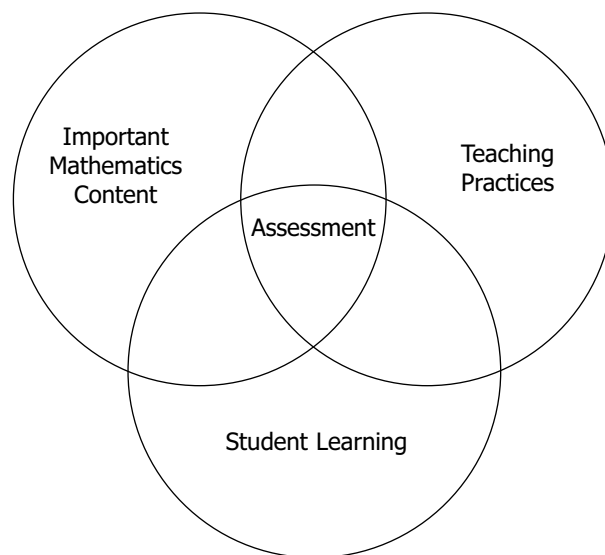 Important
Mathematics
Content
Teaching
Practices
Assessment
Student Learning